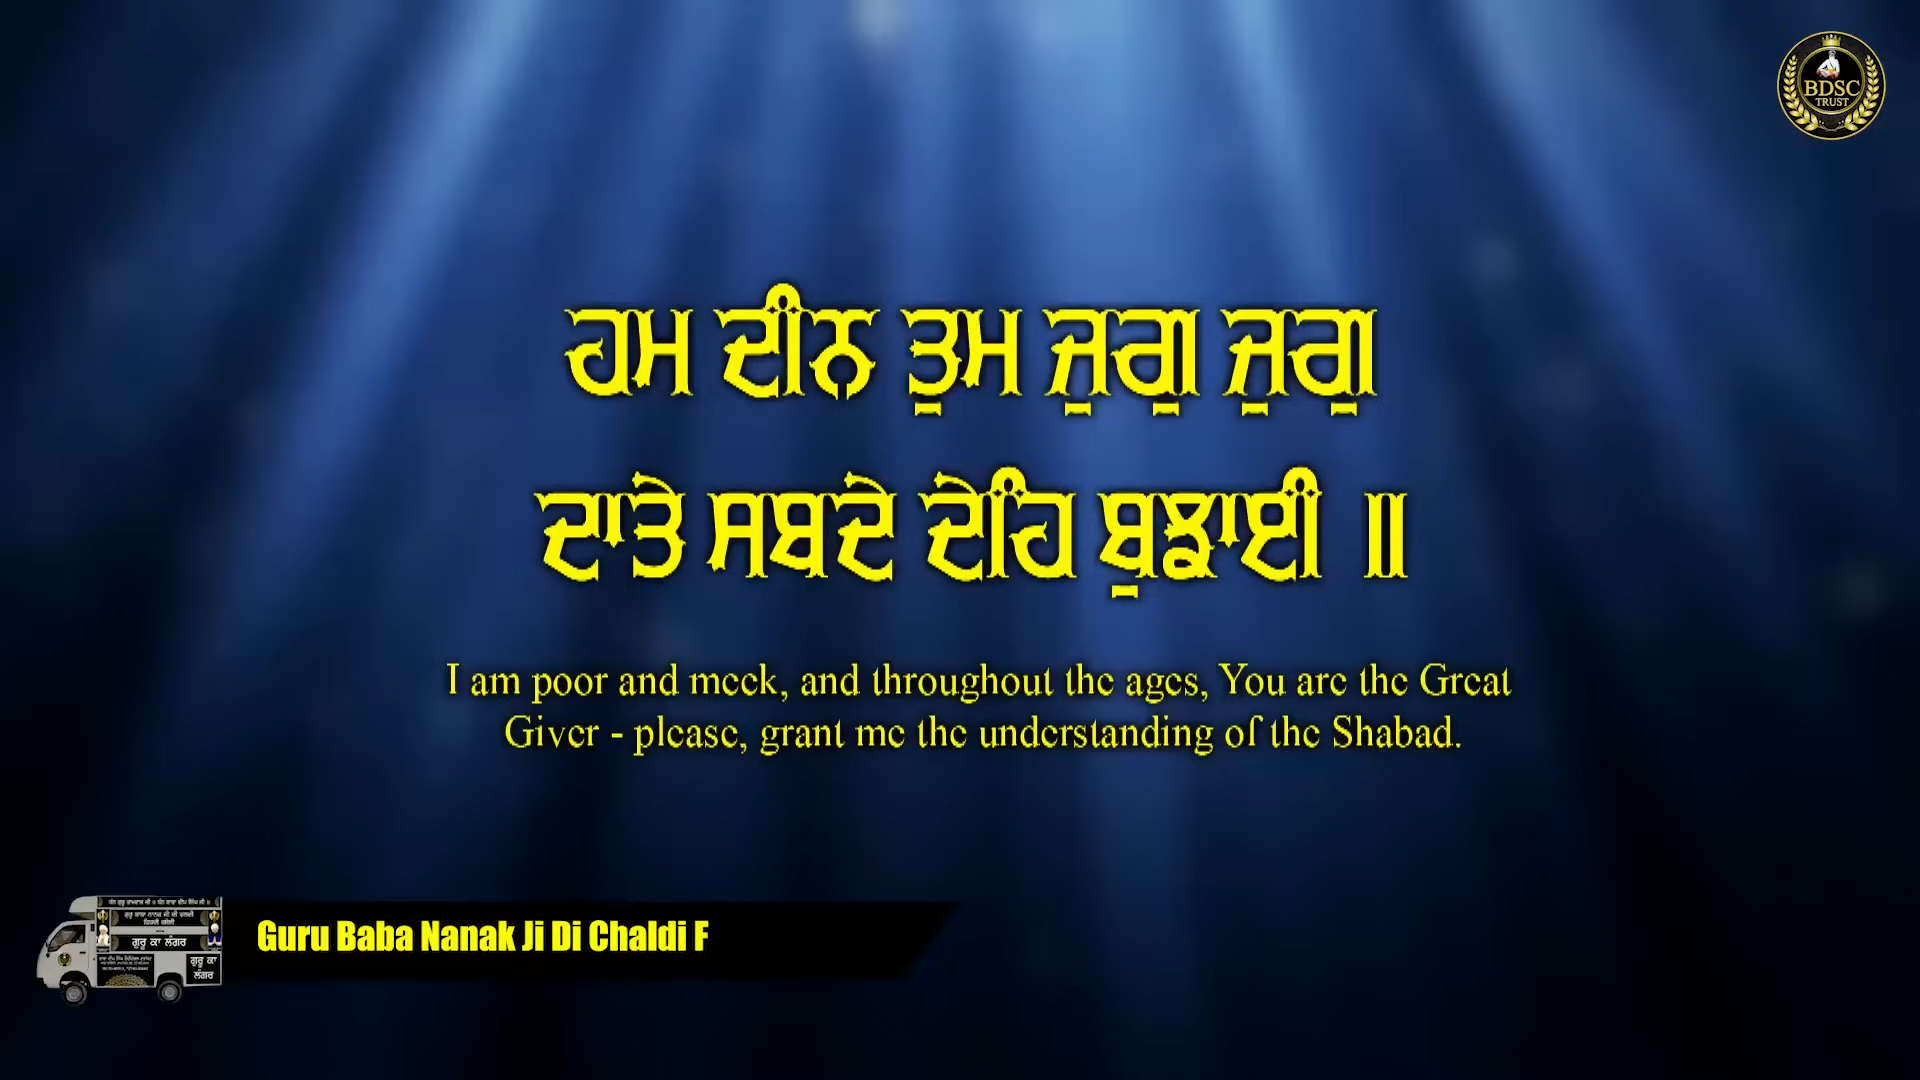 BDSC
TRUST
ਹਮ ਦੀਨ ਤੁਮ ਜੁਗੁ ਜੁਗੁ
ਦਾਤੇ ਸਬਦੇ ਦੇਹਿ ਬੁਝਾਈ ॥
I am poor and meek, and throughout the ages, You are the Great
Giver - please, grant me the understanding of the Shabad.
ਗੁਰੂ ਕਾ ਲੰਗਰ
ਗੁਰੂ ਕਾ
ਲੰਗਰ
Guru Baba Nanak Ji Di Chaldi F